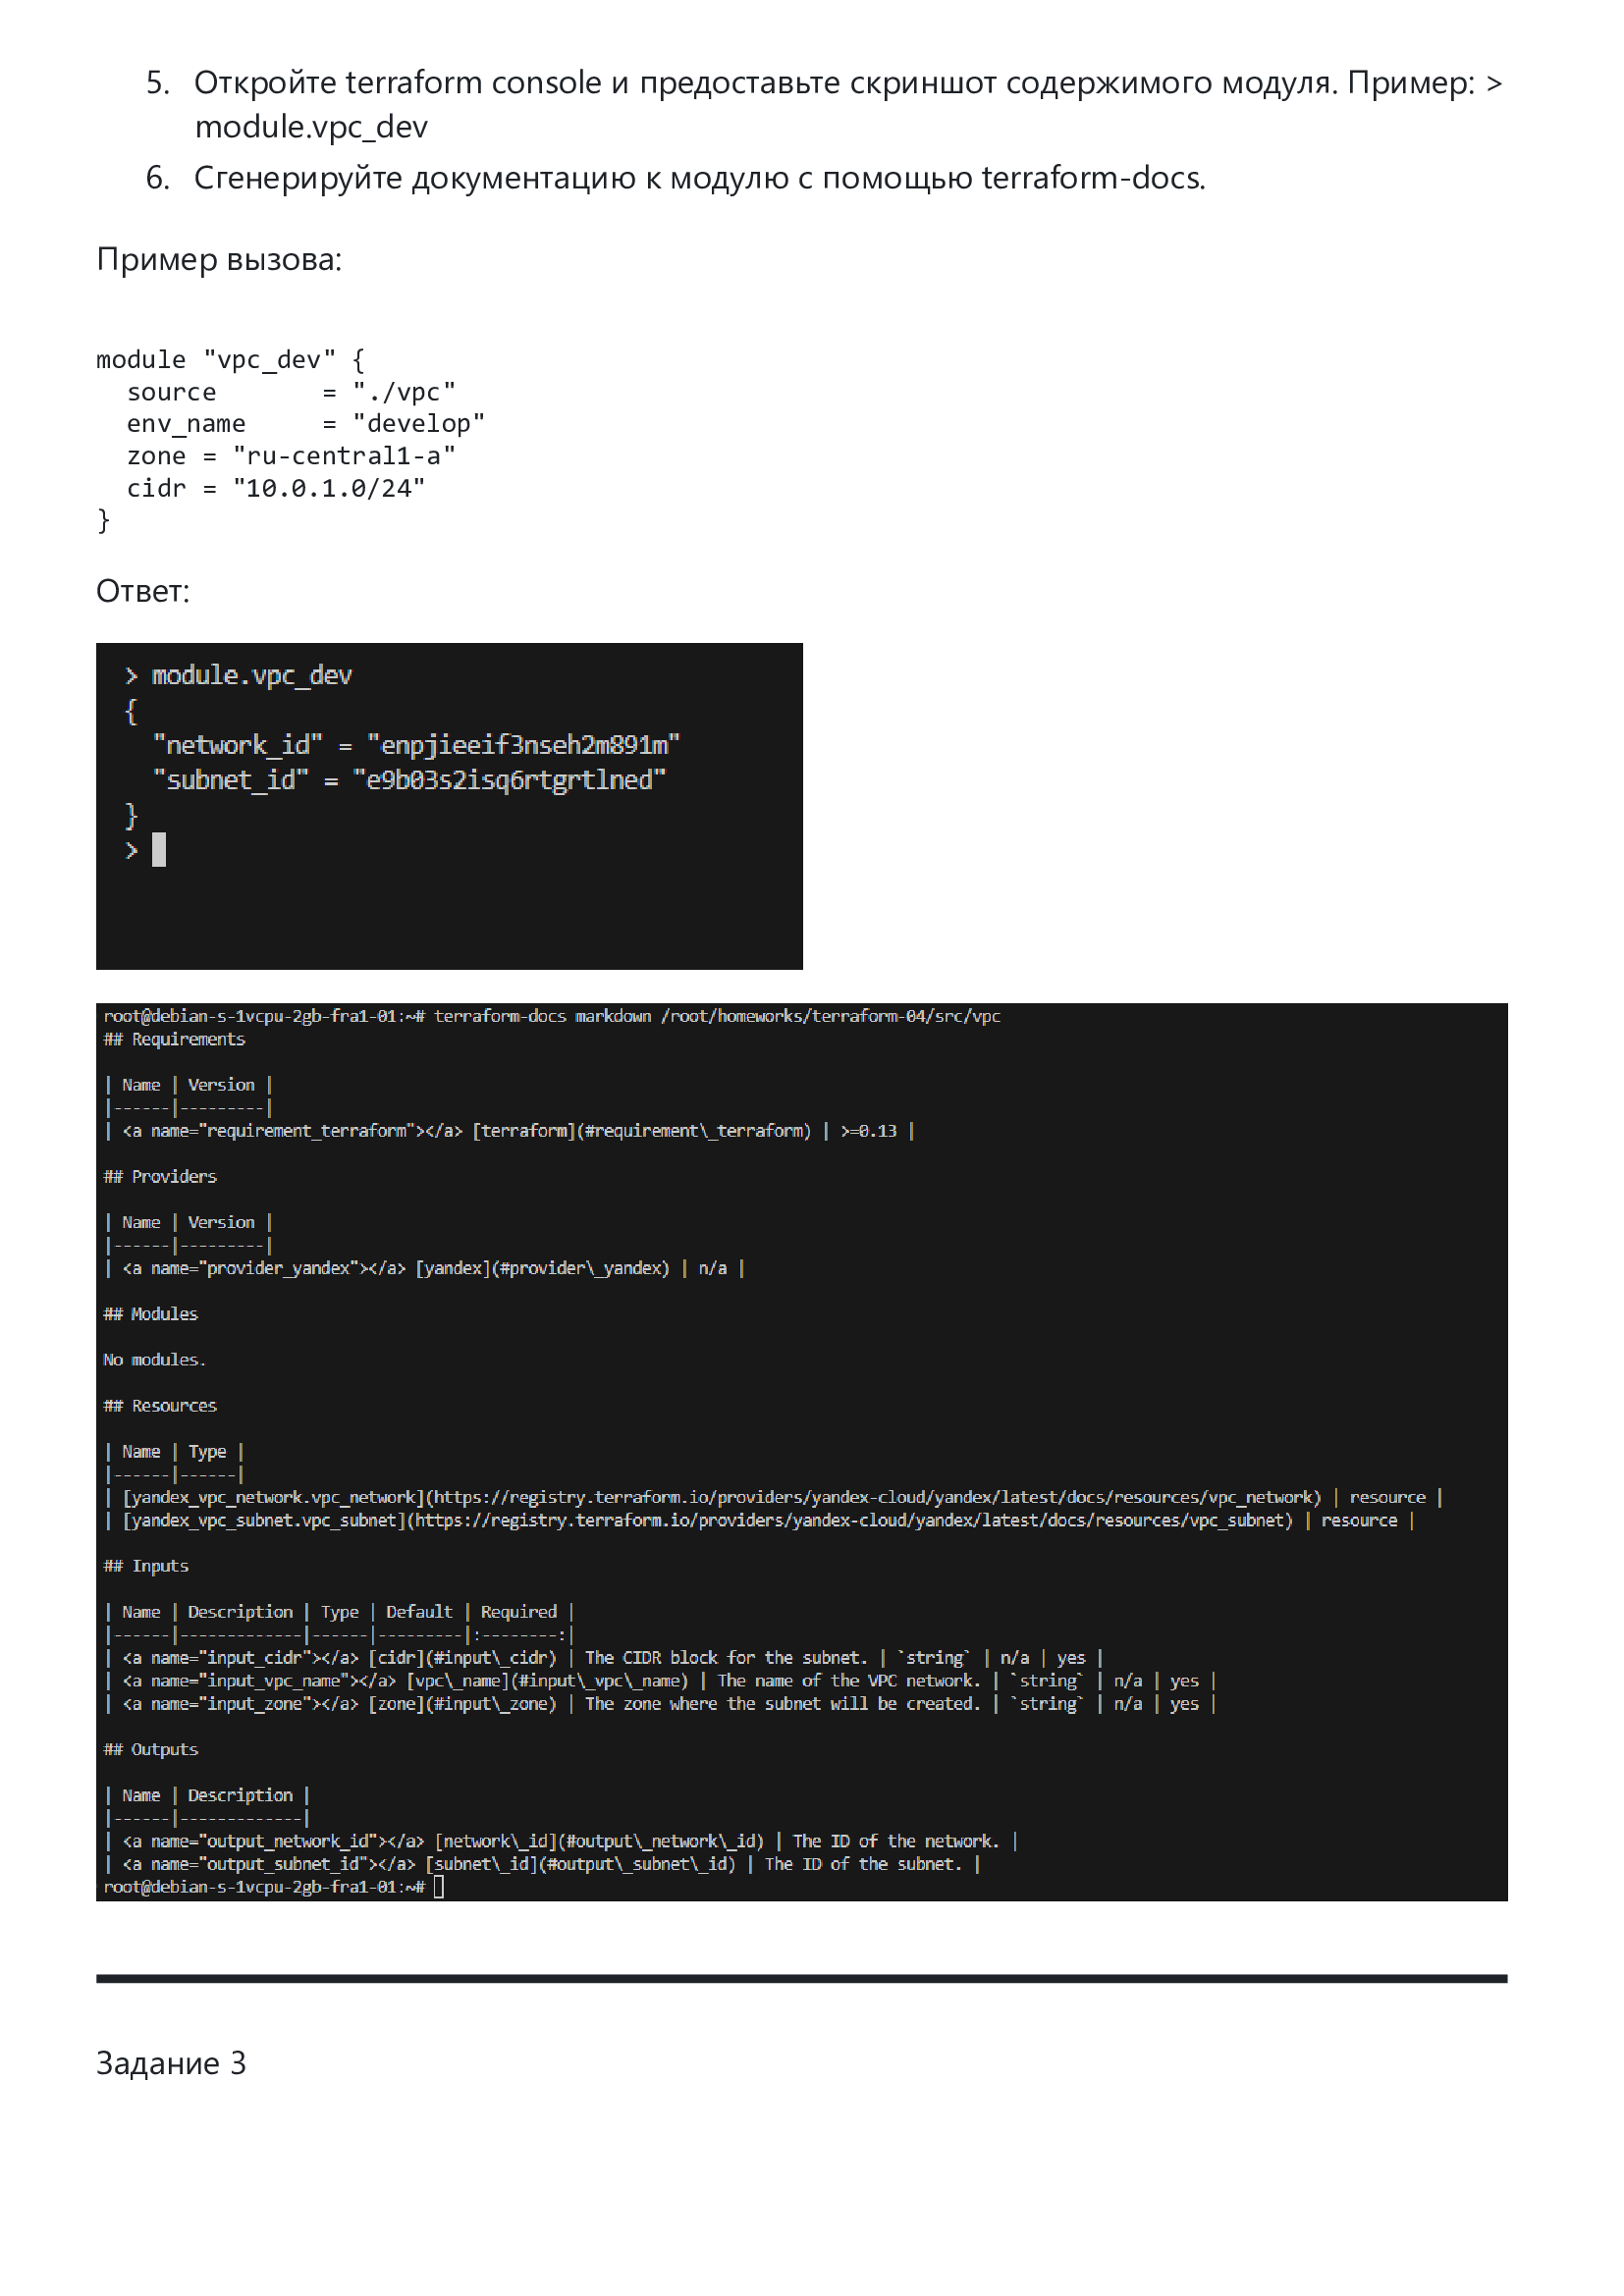 5. Откройте terraform console и предоставьте скриншот содержимого модуля. Пример: >
module.vpc_dev
6. Сгенерируйте документацию к модулю с помощью terraform-docs.
Пример вызова:
module "vpc_dev" {
  source       = "./vpc"
  env_name     = "develop"
  zone = "ru-central1-a"
  cidr = "10.0.1.0/24"
}
Ответ:
> module.vpc_dev
{
  "network_id" = "enpjieeif3nseh2m891m"
  "subnet_id" = "e9b03s2isq6rtgrtlned"
}
>
root@debian-s-1vcpu-2gb-fra1-01:~# terraform-docs markdown /root/homeworks/terraform-04/src/vpc
## Requirements
| Name | Version |
|------|---------|
| <a name="requirement_terraform"></a> [terraform](#requirement\_terraform) | >=0.13 |
## Providers
| Name | Version |
|------|---------|
| <a name="provider_yandex"></a> [yandex](#provider\_yandex) | n/a |
## Modules
No modules.
## Resources
| Name | Type |
|------|------|
| [yandex_vpc_network.vpc_network](https://registry.terraform.io/providers/yandex-cloud/yandex/latest/docs/resources/vpc_network) | resource |
| [yandex_vpc_subnet.vpc_subnet](https://registry.terraform.io/providers/yandex-cloud/yandex/latest/docs/resources/vpc_subnet) | resource |
## Inputs
| Name | Description | Type | Default | Required |
|------|-------------|------|---------|:--------:|
| <a name="input_cidr"></a> [cidr](#input\_cidr) | The CIDR block for the subnet. | `string` | n/a | yes |
| <a name="input_vpc_name"></a> [vpc\_name](#input\_vpc\_name) | The name of the VPC network. | `string` | n/a | yes |
| <a name="input_zone"></a> [zone](#input\_zone) | The zone where the subnet will be created. | `string` | n/a | yes |
## Outputs
| Name | Description |
|------|-------------|
| <a name="output_network_id"></a> [network\_id](#output\_network\_id) | The ID of the network. |
| <a name="output_subnet_id"></a> [subnet\_id](#output\_subnet\_id) | The ID of the subnet. |
root@debian-s-1vcpu-2gb-fra1-01:~#
Задание 3